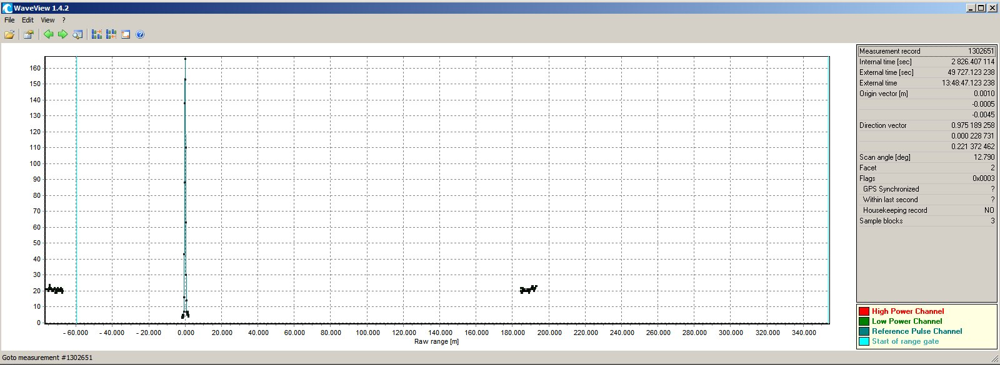 WaveView 1.4.2
File Edit View ?
160
150
140
130
120
110
100
90
80
70
60
50
40
30
20
10
0
- 60.000 - 40.000 - 20.000 0.000 20.000 40.000 60.000 80.000 100.000 120.000 140.000 160.000 180.000 200.000 220.000 240.000 260.000 280.000 300.000 320.000 340.000
Raw range [m]
Measurement record 1302651
Internal time [sec] 2 826.407 114
External time [sec] 49 727.123 238
External time 13:48:47.123 238
Origin vector [m] 0.0010
-0.0005
-0.0045
Direction vector 0.975 189 258
0.000 228 731
0.221 372 462
Scan angle [deg] 12.790
Facet 2
Flags 0x0003
GPS Synchronized ?
Within last second ?
Housekeeping record NO
Sample blocks 3
High Power Channel
Low Power Channel
Reference Pulse Channel
Start of range gate
Goto measurement #1302651